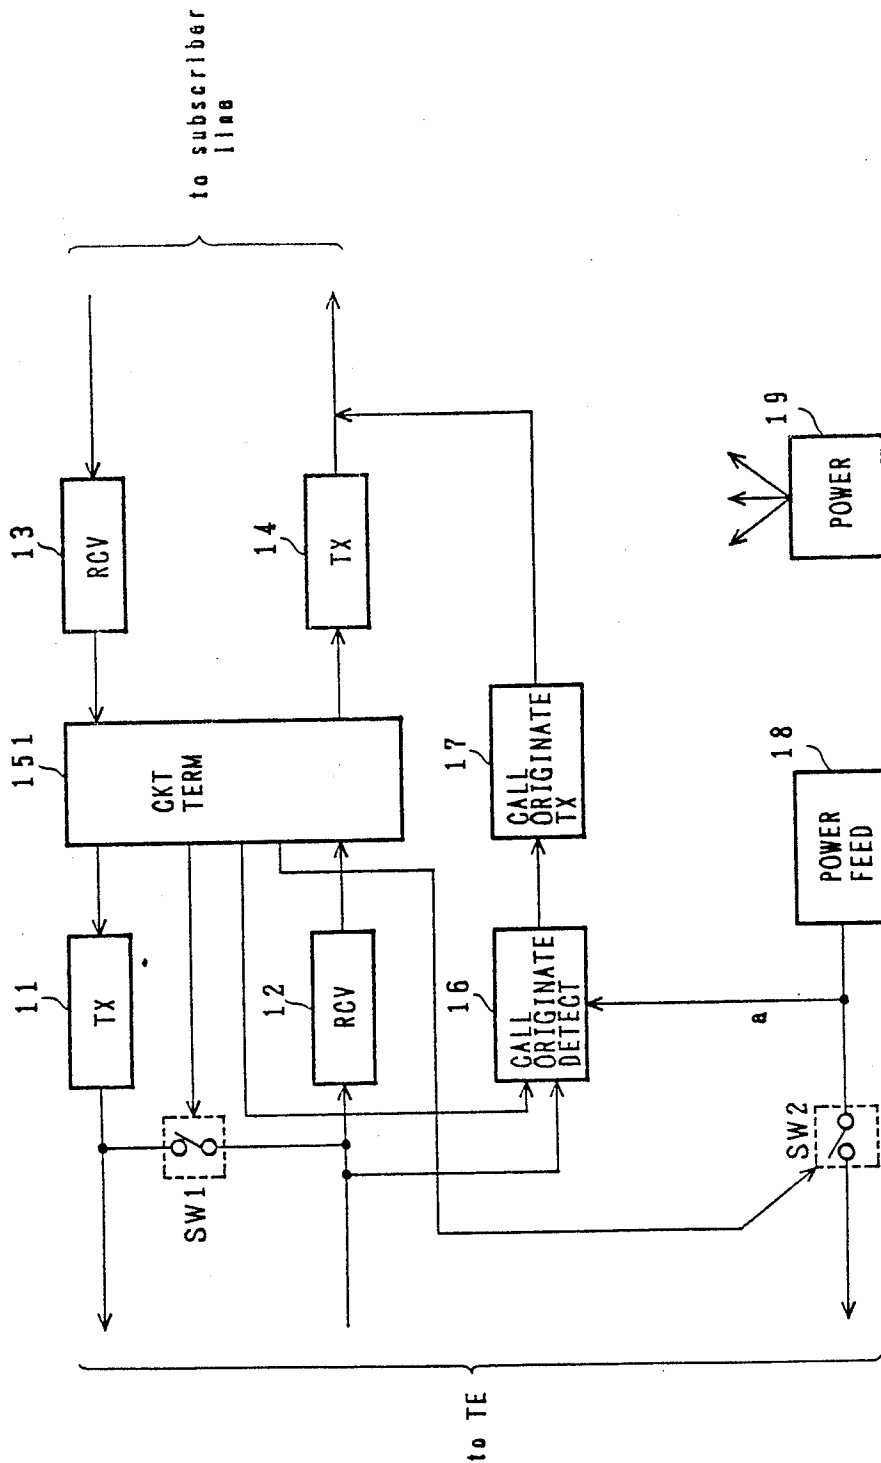 to subscriber
line
13
RCV
14
TX
19
POWER
151
CKT
TERM
17
CALL
ORIGINATE
TX
18
POWER
FEED
11
TX
12
RCV
16
CALL
ORIGINATE
DETECT
a
SW1
SW2
to TE